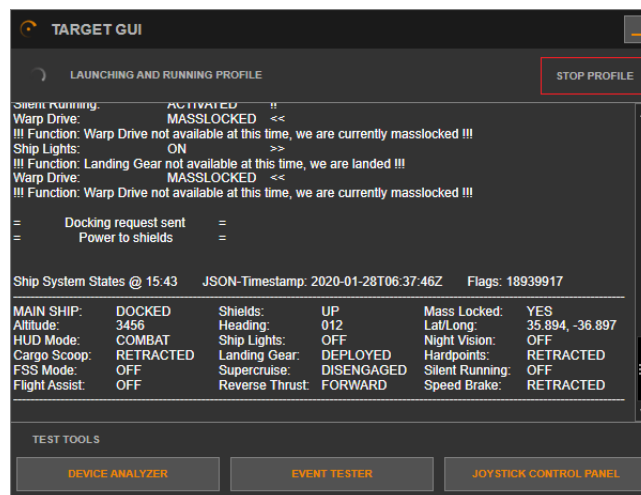 TARGET GUI
LAUNCHING AND RUNNING PROFILE
STOP PROFILE
Silent Running: ACTIVATED !!
Warp Drive: MASSLOCKED <<
!!! Function: Warp Drive not available at this time, we are currently masslocked !!!
Ship Lights: ON >>
!!! Function: Landing Gear not available at this time, we are landed !!!
Warp Drive: MASSLOCKED <<
!!! Function: Warp Drive not available at this time, we are currently masslocked !!!
= Docking request sent =
= Power to shields =
Ship System States @ 15:43 JSON-Timestamp: 2020-01-28T06:37:46Z Flags: 18939917
MAIN SHIP: DOCKED Shields: UP Mass Locked: YES
Altitude: 3456 Heading: 012 Lat/Long: 35.894, -36.897
HUD Mode: COMBAT Ship Lights: OFF Night Vision: OFF
Cargo Scoop: RETRACTED Landing Gear: DEPLOYED Hardpoints: RETRACTED
FSS Mode: OFF Supercruise: DISENGAGED Silent Running: OFF
Flight Assist: OFF Reverse Thrust: FORWARD Speed Brake: RETRACTED
TEST TOOLS
DEVICE ANALYZER EVENT TESTER JOYSTICK CONTROL PANEL